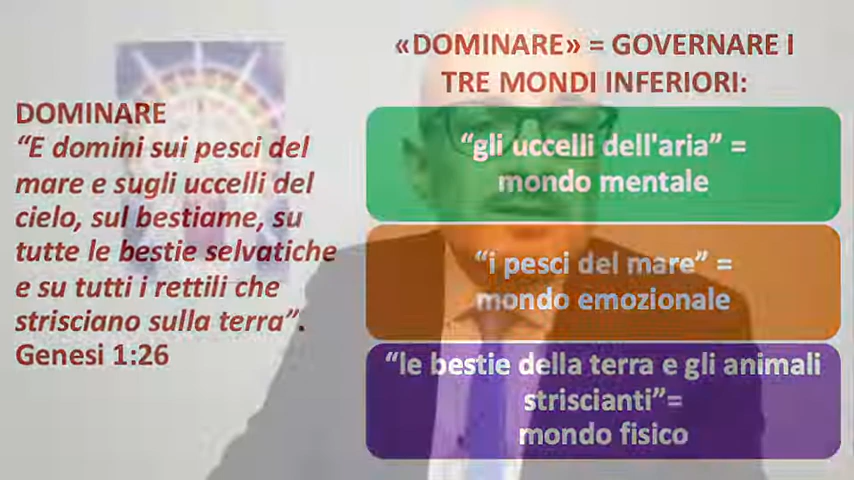 DOMINARE
“E domini sui pesci del
mare e sugli uccelli del
cielo, sul bestiame, su
tutte le bestie selvatiche
e su tutti i rettili che
strisciano sulla terra”.
Genesi 1:26
«DOMINARE» = GOVERNARE I
TRE MONDI INFERIORI:
“gli uccelli dell'aria” =
mondo mentale
“i pesci del mare” =
mondo emozionale
“le bestie della terra e gli animali
striscianti”=
mondo fisico